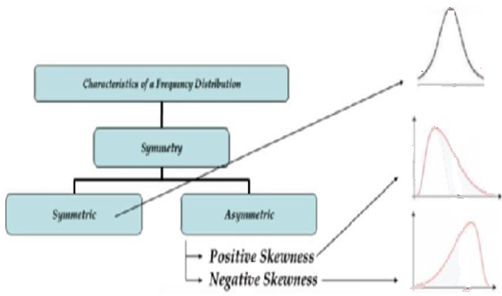 Characteristics of a Frequency Distribution
Symmetry
Symmetric
Asymmetric
Positive Skewness
Negative Skewness